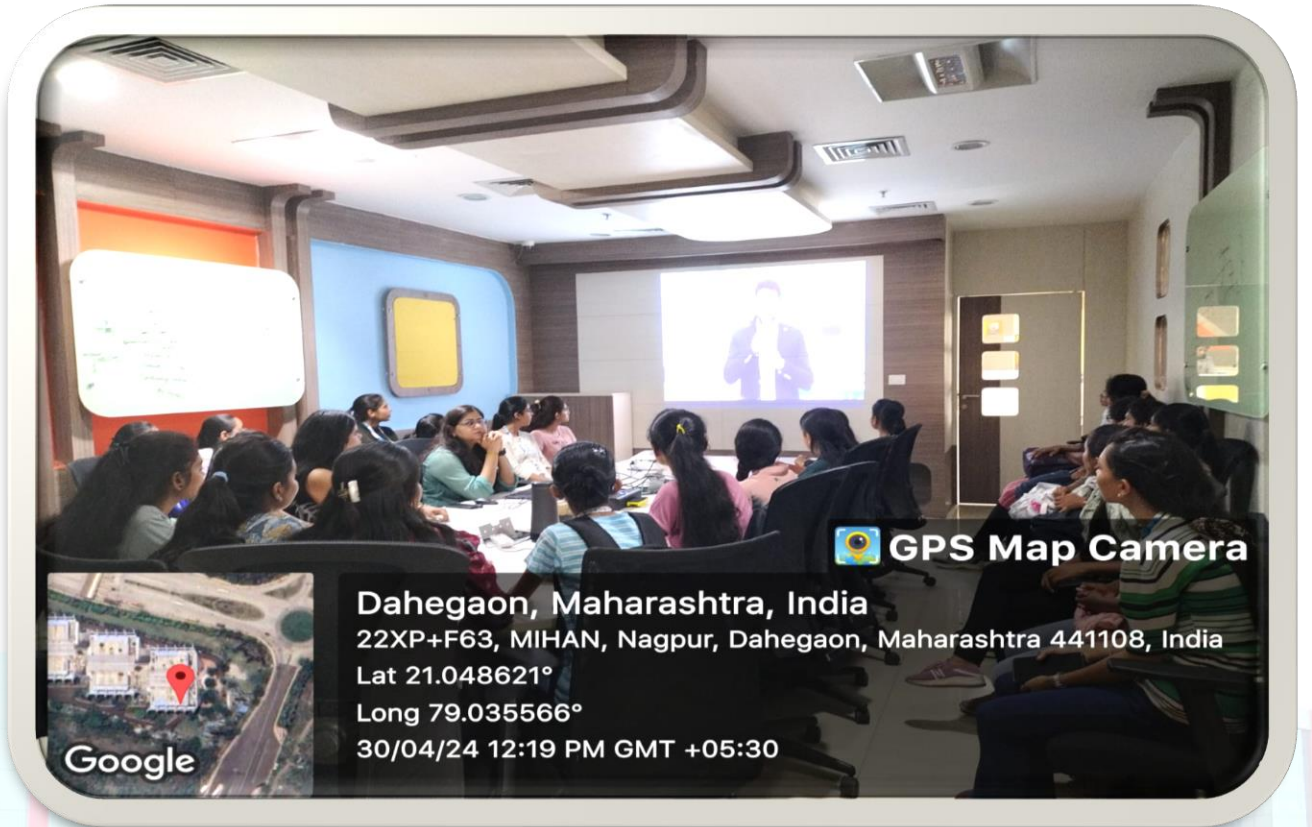 GPS Map Camera
Dahegaon, Maharashtra, India
22XP+F63, MIHAN, Nagpur, Dahegaon, Maharashtra 441108, India
Lat 21.048621°
Long 79.035566°
30/04/24 12:19 PM GMT +05:30
Google